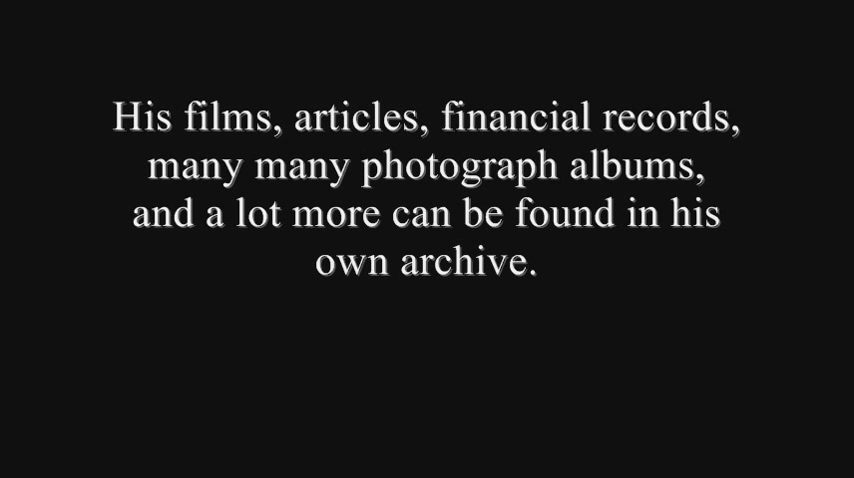 His films, articles, financial records,
many many photograph albums,
and a lot more can be found in his
own archive.